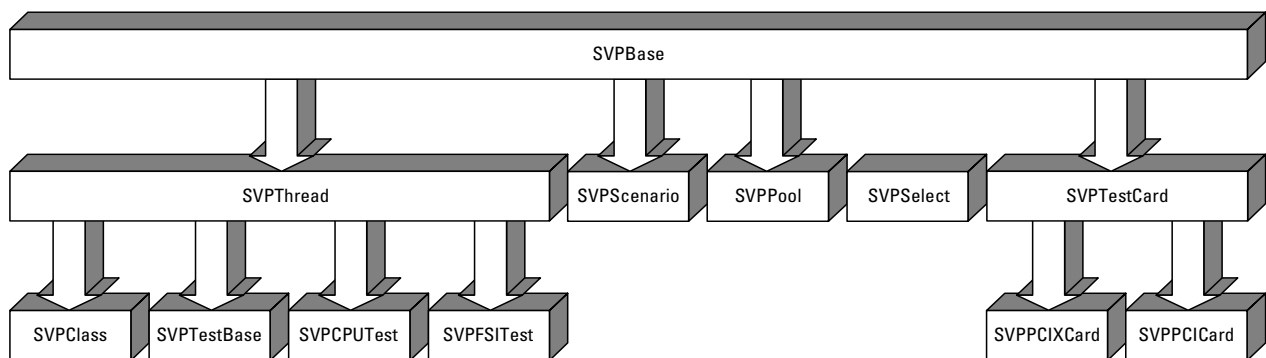 SVPBase
SVPThread
SVPScenario
SVPPool
SVPSelect
SVPTestCard
SVPClass
SVPTestBase
SVPCPUTest
SVPFSITest
SVPPCIXCard
SVPPCICard